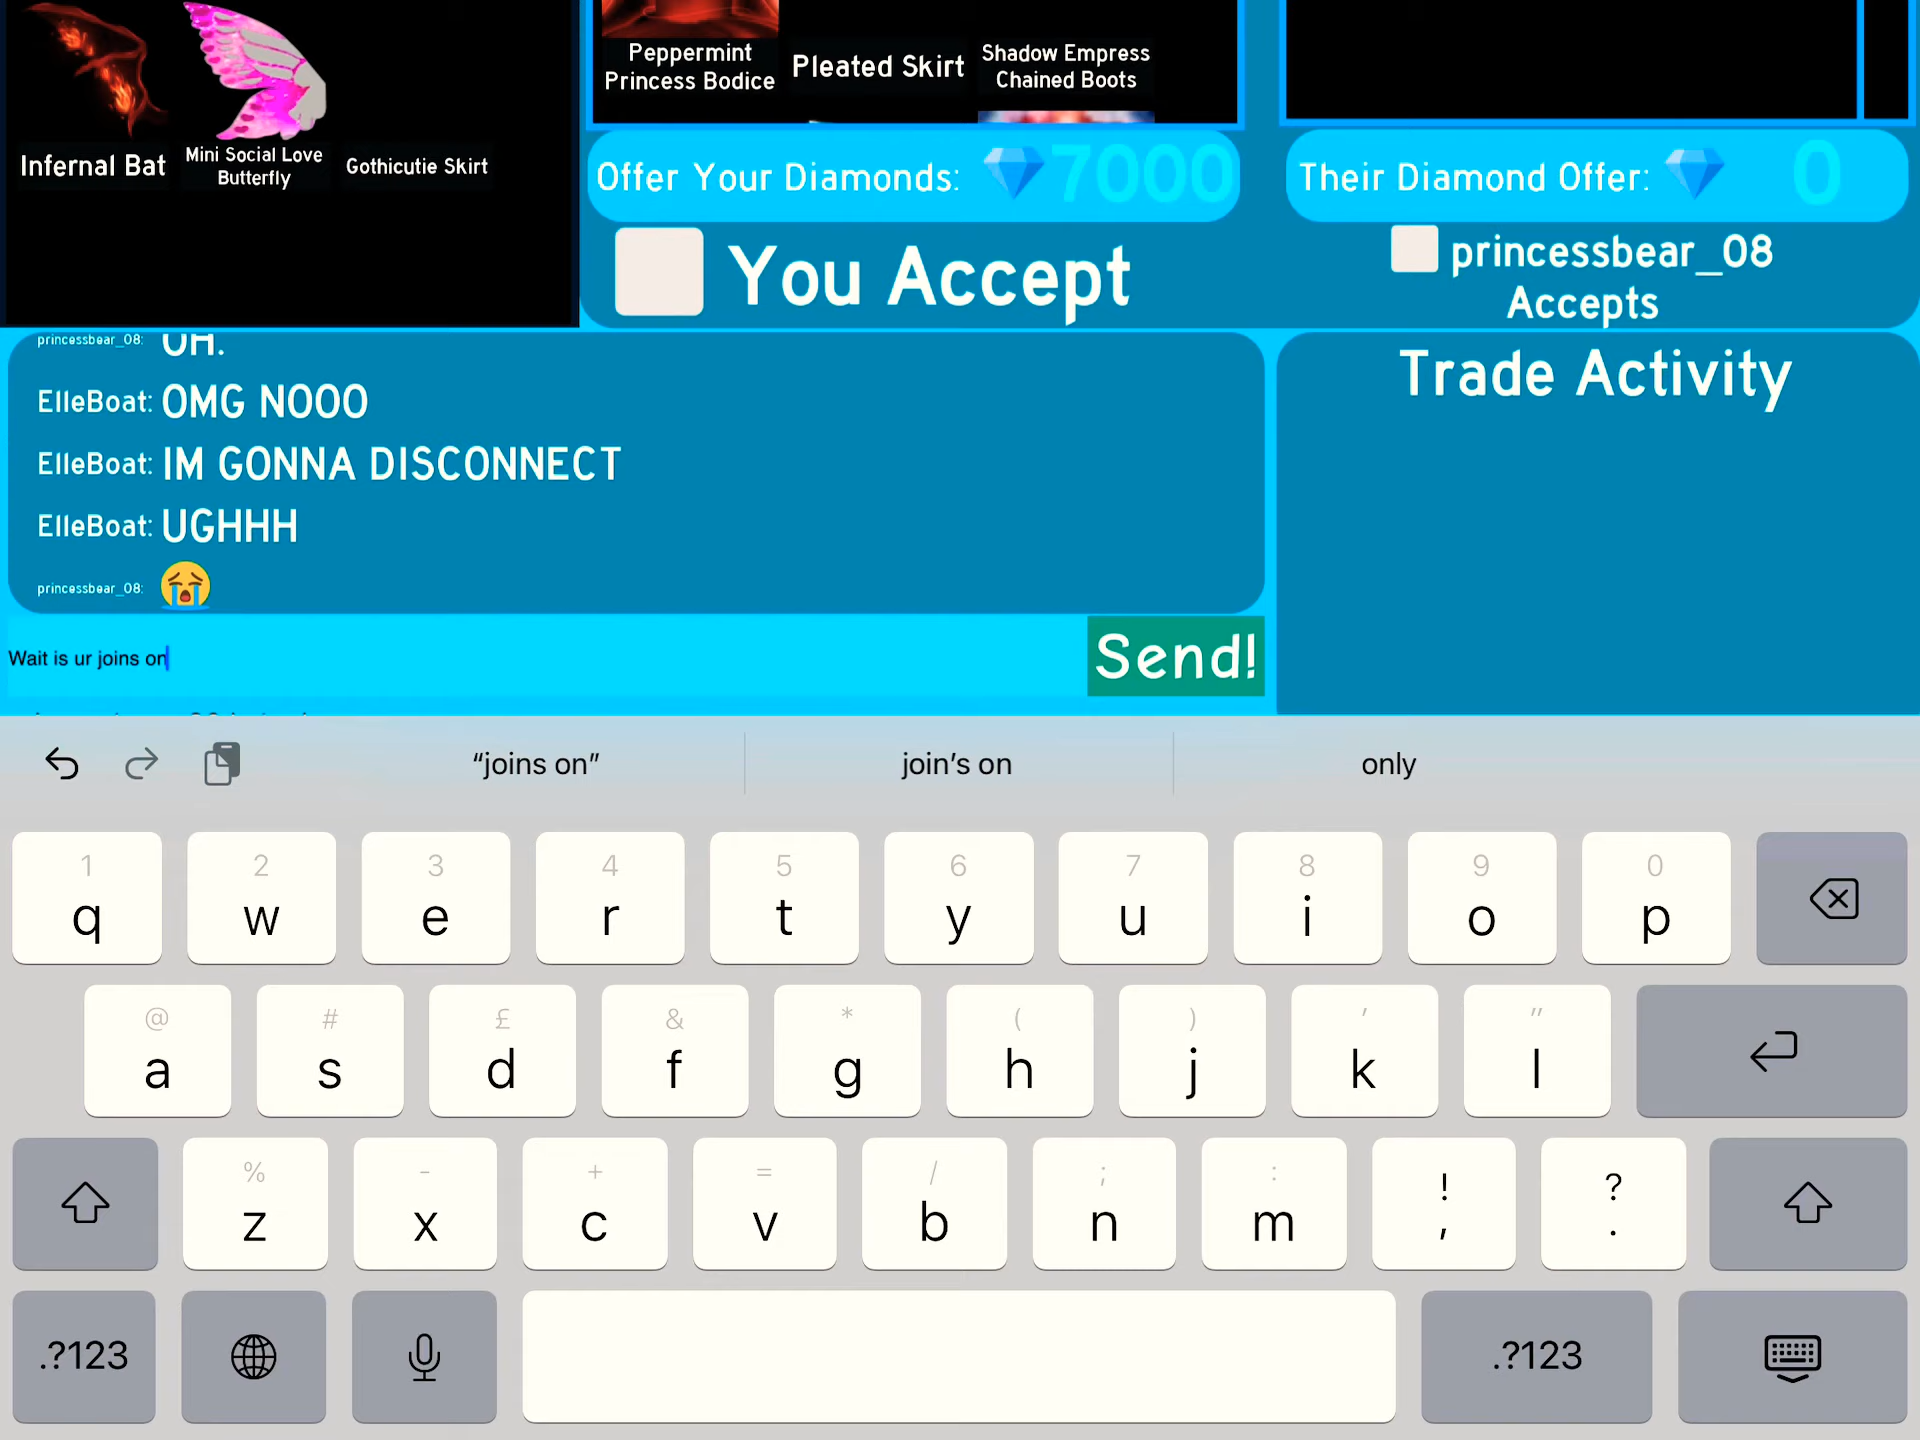 Infernal Bat
Mini Social Love
Butterfly
Gothicutie Skirt
Peppermint
Princess Bodice
Pleated Skirt
Shadow Empress
Chained Boots
Offer Your Diamonds: 7000
Their Diamond Offer: 0
You Accept
princessbear_08
Accepts
princessbear_08: OH.
ElleBoat: OMG NOOO
ElleBoat: IM GONNA DISCONNECT
ElleBoat: UGHHH
princessbear_08: 😭
Trade Activity
Wait is ur joins on
Send!
“joins on”
join’s on
only
1 2 3 4 5 6 7 8 9 0
q w e r t y u i o p
@ # £ & * ( ) ' "
a s d f g h j k l
% - + = / ; : ! ?
z x c v b n m , .
.?123
.?123